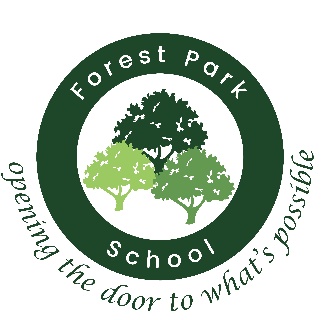 Forest Park
School
opening the door to what's possible